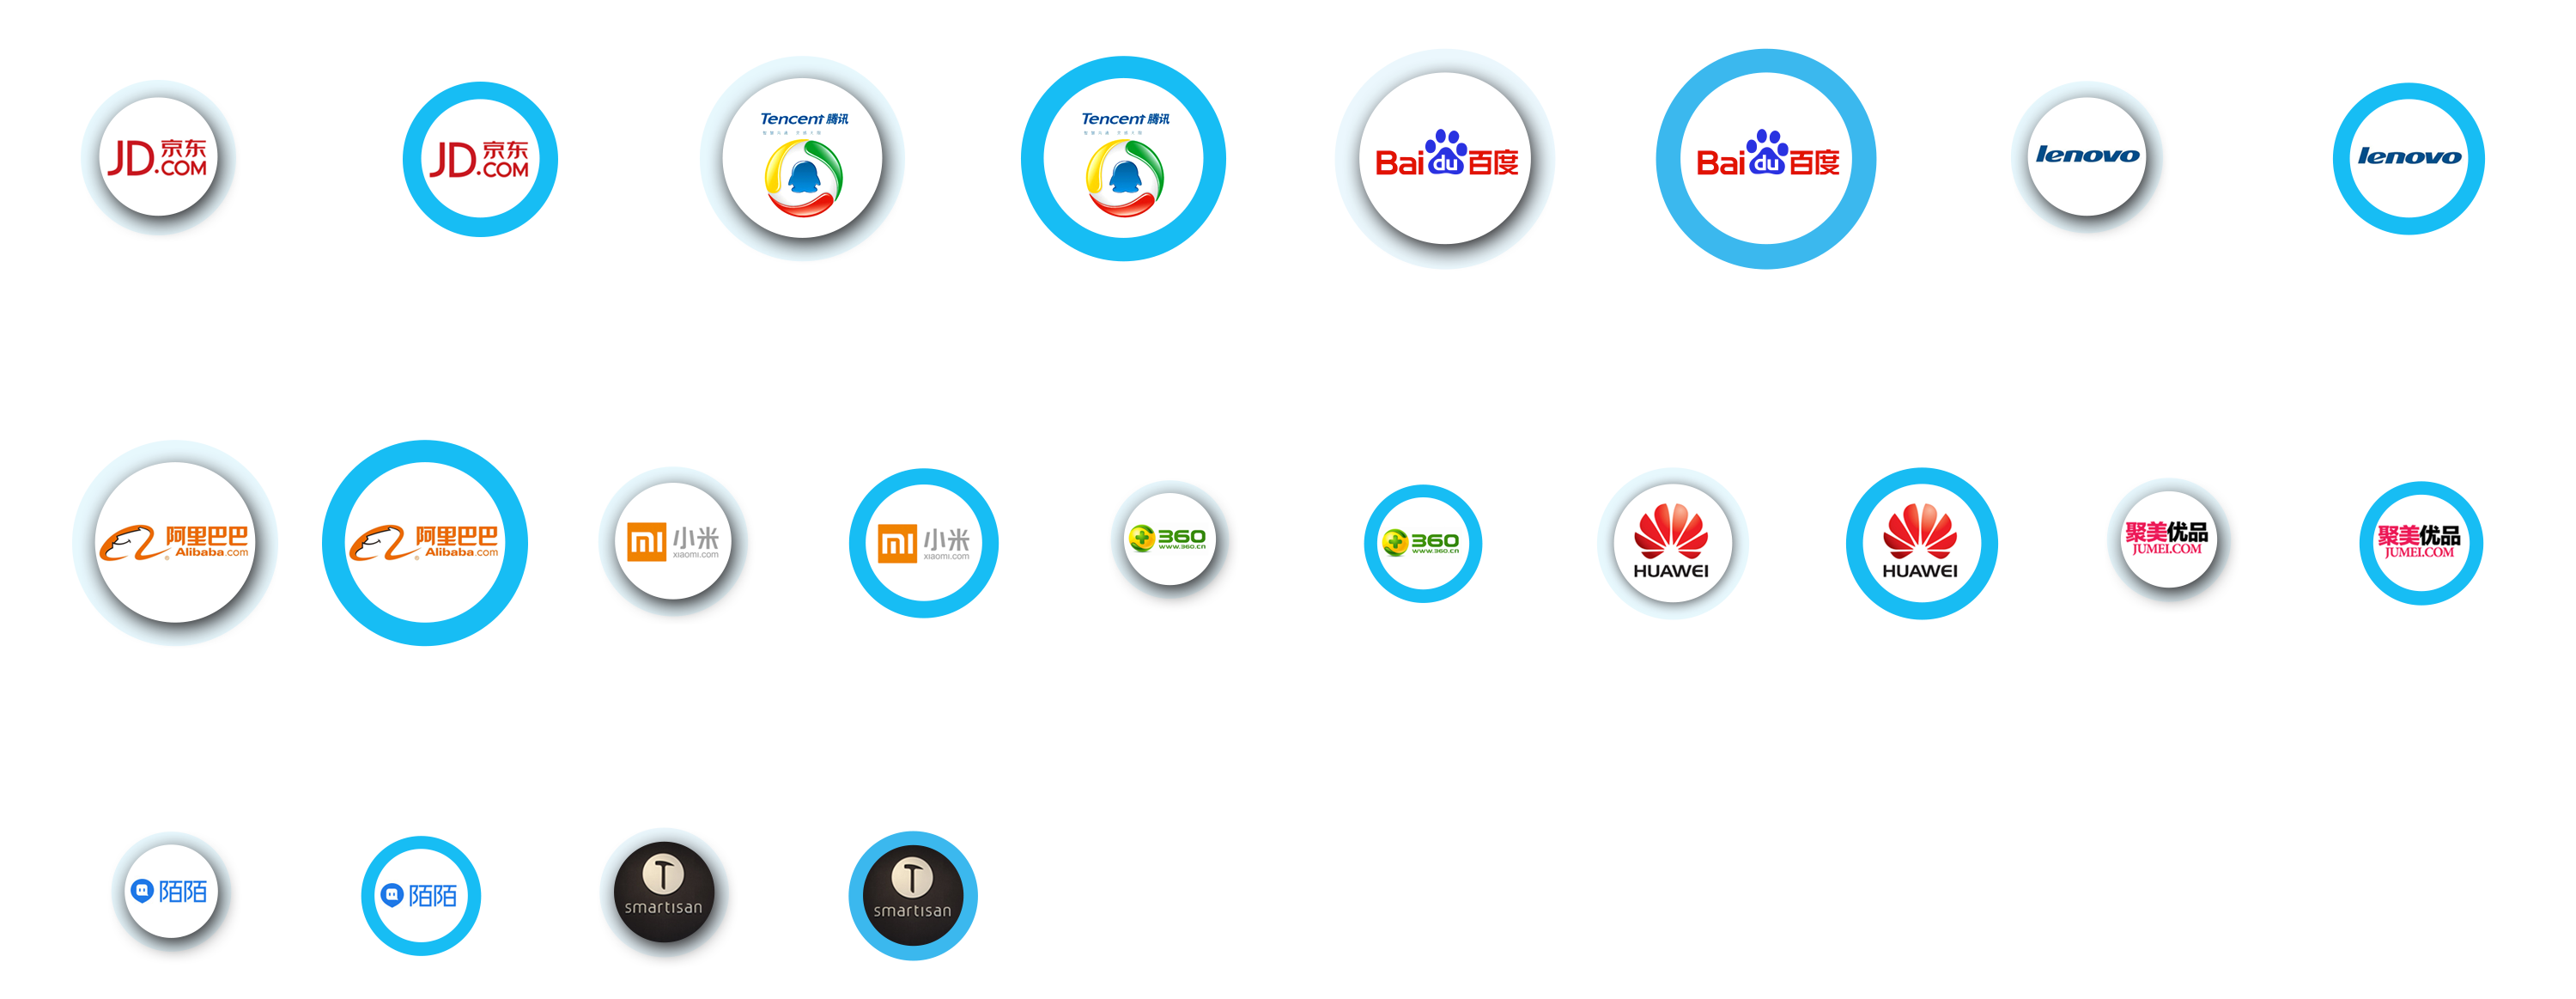 JD.京东
.COM
JD.京东
.COM
Tencent 腾讯
Tencent 腾讯
Bai du 百度
Bai du 百度
lenovo
lenovo
阿里巴巴
Alibaba.com
阿里巴巴
Alibaba.com
mi 小米
xiaomi.com
mi 小米
xiaomi.com
360
www.360.cn
360
www.360.cn
HUAWEI
HUAWEI
聚美优品
JUMEI.COM
聚美优品
JUMEI.COM
陌陌
陌陌
T
smartisan
T
smartisan